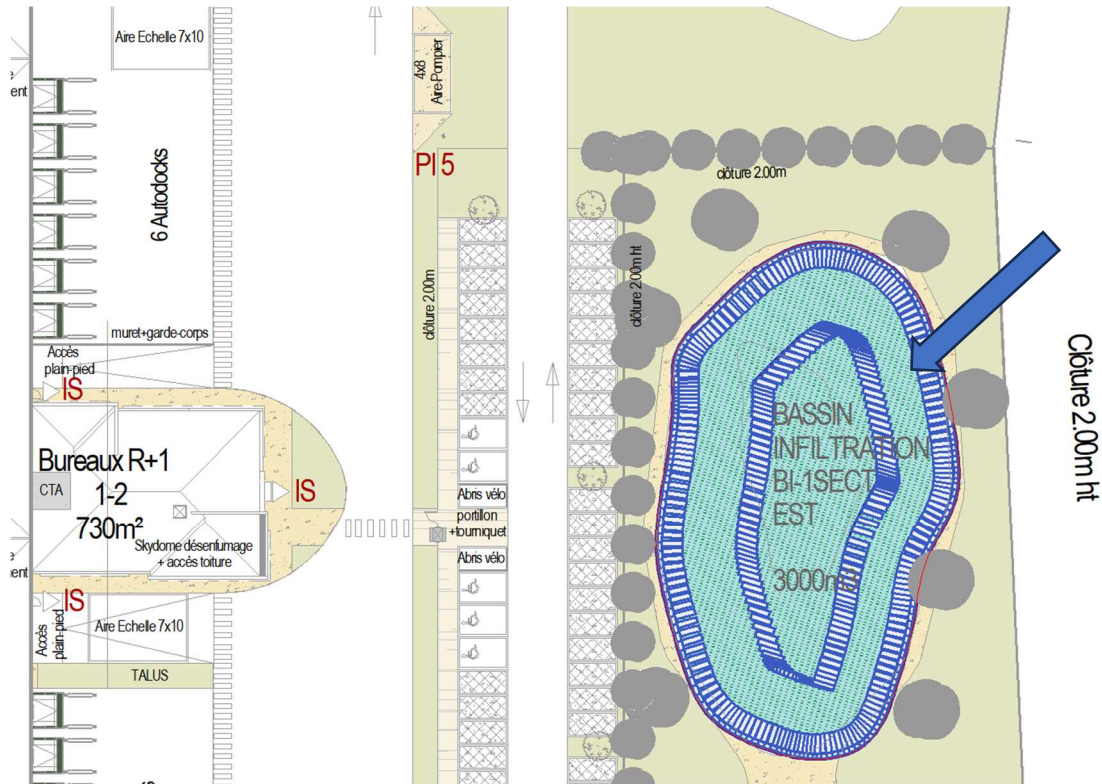 Aire Echelle 7x10
4x8
Aire-Pompier
ent
6 Autodocks
PI 5
clôture 2.00m
clôture 2.00m
clôture 2.00m ht
Clôture 2.00m ht
muret+garde-corps
Accès
plain-pied
IS
Bureaux R+1
1-2
730m²
CTA
IS
Skydome désenfumage
+ accès toiture
Abris vélo
portillon
+tourniquet
Abris vélo
BASSIN
INFILTRATION
BI-1SECT
EST
3000m3
ent
IS
Accès
plain-pied
Aire Echelle 7x10
TALUS